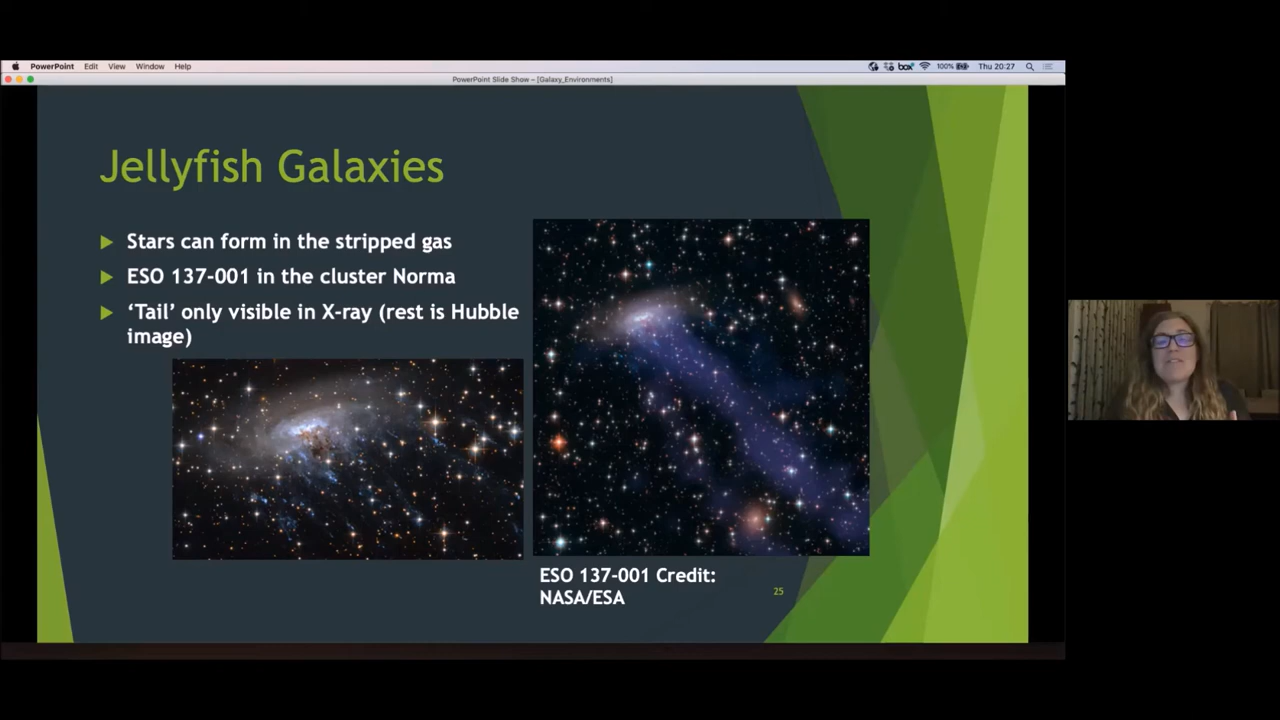 PowerPoint Edit View Window Help
100% Thu 20:27
PowerPoint Slide Show – [Galaxy_Environments]
Jellyfish Galaxies
Stars can form in the stripped gas
ESO 137-001 in the cluster Norma
‘Tail’ only visible in X-ray (rest is Hubble
image)
ESO 137-001 Credit:
NASA/ESA
25